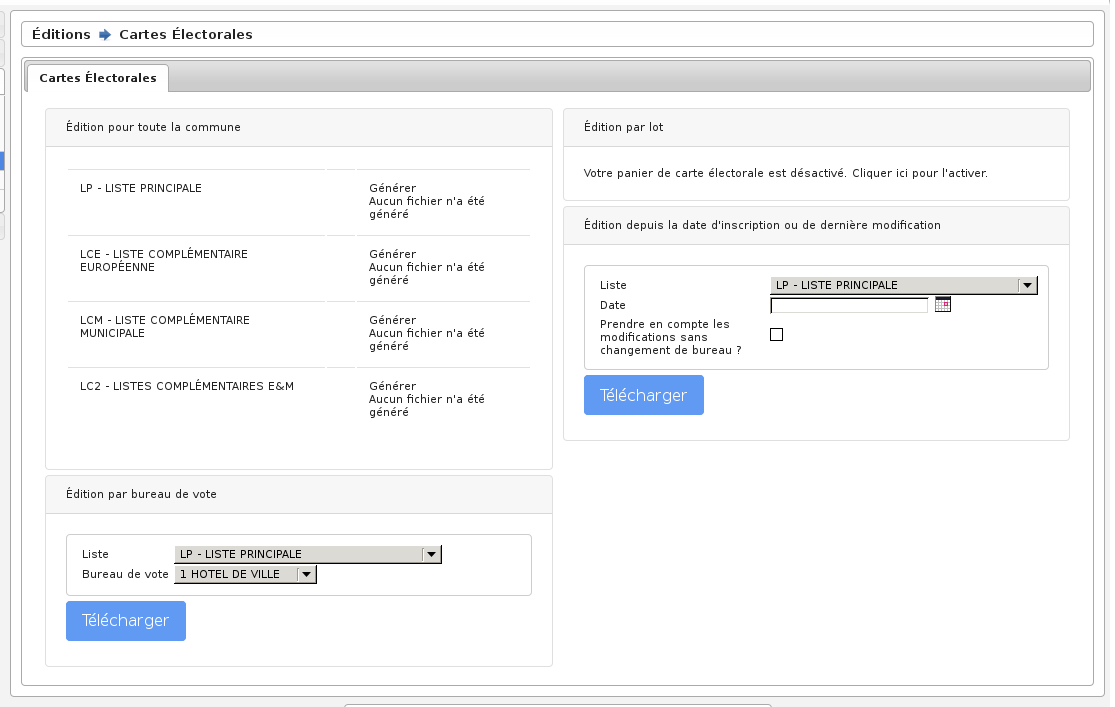 Éditions Cartes Électorales
Cartes Électorales
Édition pour toute la commune
LP - LISTE PRINCIPALE
Générer
Aucun fichier n'a été
généré
LCE - LISTE COMPLÉMENTAIRE
EUROPÉENNE
Générer
Aucun fichier n'a été
généré
LCM - LISTE COMPLÉMENTAIRE
MUNICIPALE
Générer
Aucun fichier n'a été
généré
LC2 - LISTES COMPLÉMENTAIRES E&M
Générer
Aucun fichier n'a été
généré
Édition par bureau de vote
Liste LP - LISTE PRINCIPALE
Bureau de vote 1 HOTEL DE VILLE
Télécharger
Édition par lot
Votre panier de carte électorale est désactivé. Cliquer ici pour l'activer.
Édition depuis la date d'inscription ou de dernière modification
Liste LP - LISTE PRINCIPALE
Date
Prendre en compte les
modifications sans
changement de bureau ?
Télécharger